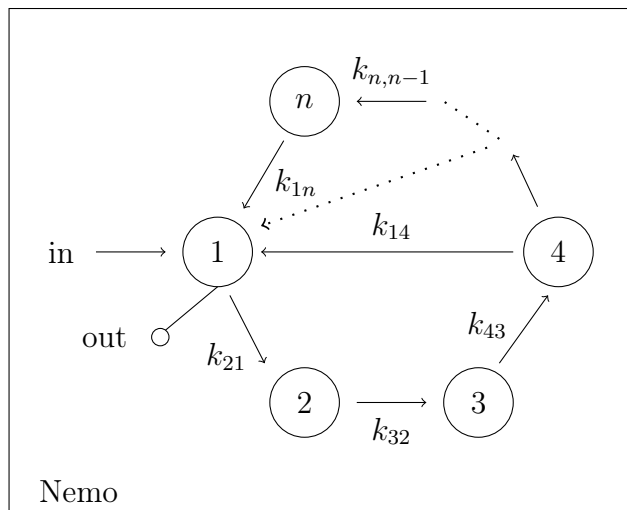 k_{n,n−1}
n
k_{1n}
k_{14}
in
1
4
out
k_{21}
k_{43}
2
3
k_{32}
Nemo